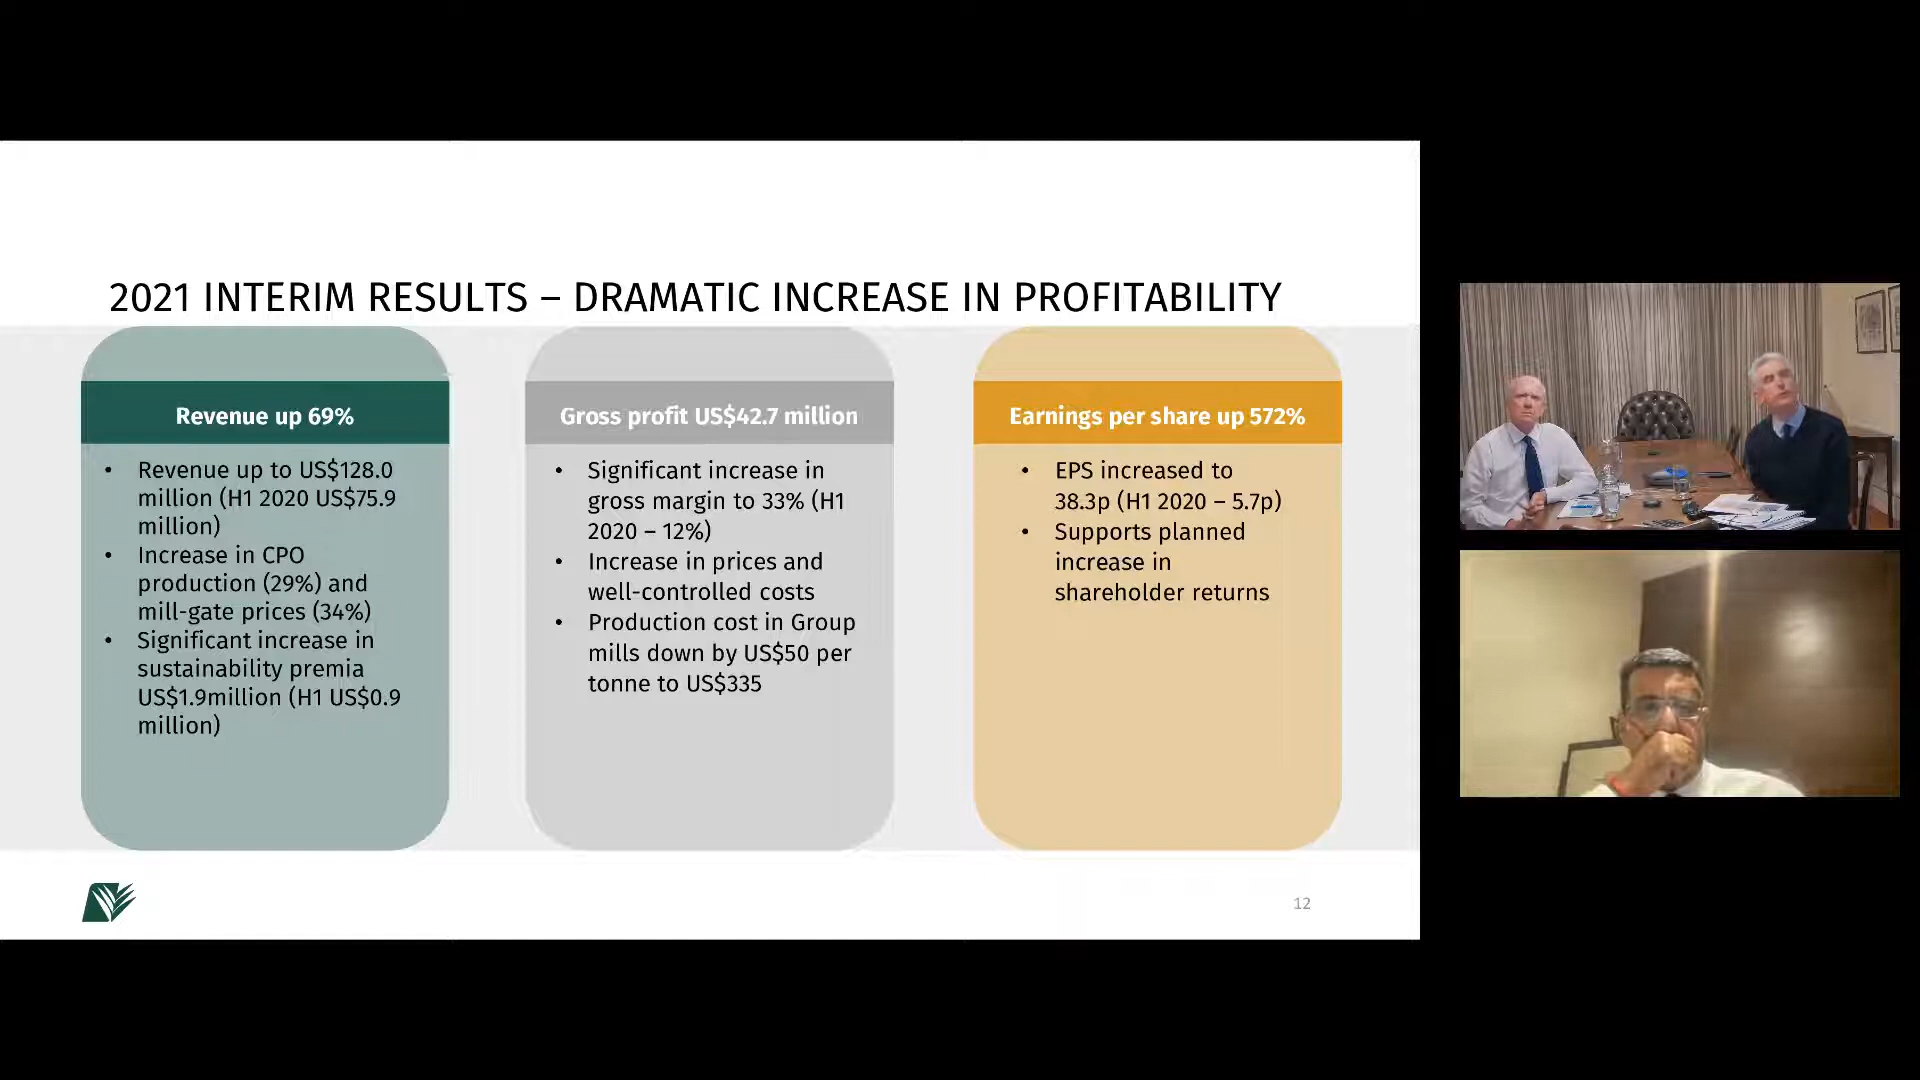 2021 INTERIM RESULTS – DRAMATIC INCREASE IN PROFITABILITY
Revenue up 69%
• Revenue up to US$128.0
million (H1 2020 US$75.9
million)
• Increase in CPO
production (29%) and
mill-gate prices (34%)
• Significant increase in
sustainability premia
US$1.9million (H1 US$0.9
million)
Gross profit US$42.7 million
• Significant increase in
gross margin to 33% (H1
2020 – 12%)
• Increase in prices and
well-controlled costs
• Production cost in Group
mills down by US$50 per
tonne to US$335
Earnings per share up 572%
• EPS increased to
38.3p (H1 2020 – 5.7p)
• Supports planned
increase in
shareholder returns
12